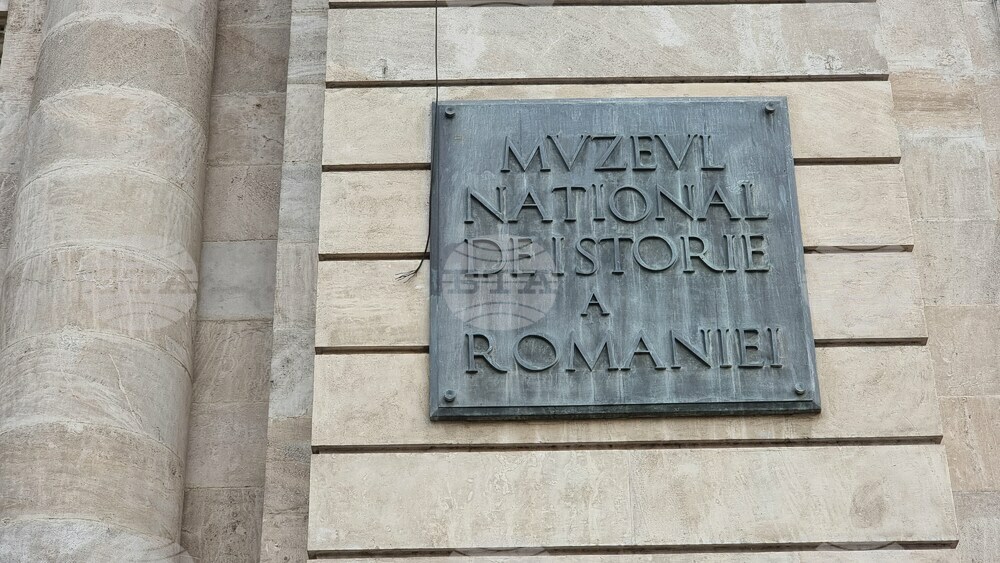 MVZEVL
NATIONAL
DE ISTORIE
A
ROMANIEI